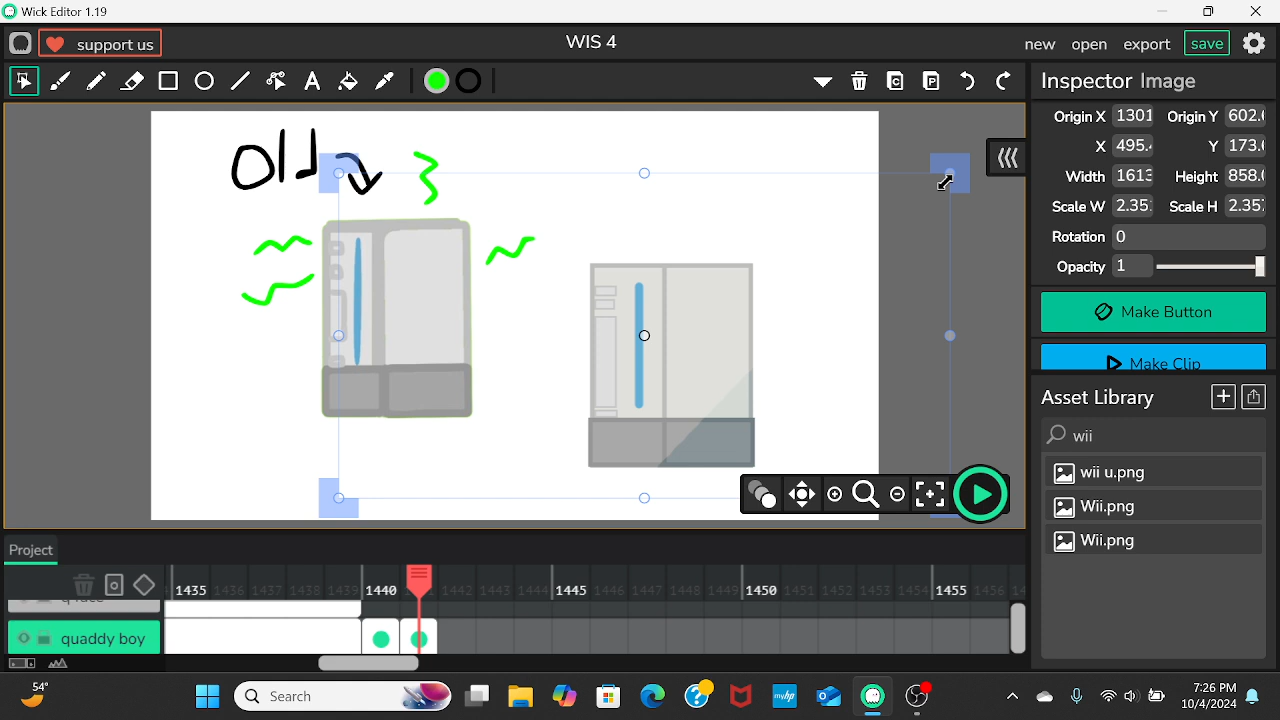 Wick Editor 1.19
support us
WIS 4
new open export save
Inspector Image
Origin X 1301 Origin Y 602.
X 495. Y 173.
Width 1613 Height 858.
Scale W 2.35 Scale H 2.35
Rotation 0
Opacity 1
Make Button
Make Clip
Old
Asset Library
wii
wii u.png
Wii.png
Wii.png
Project
1435 1436 1437 1438 1439 1440 1442 1443 1444 1445 1446 1447 1448 1449 1450 1451 1452 1453 1454 1455 1456
quaddy boy
54°
Search
myhp
7:26 PM
10/4/2024